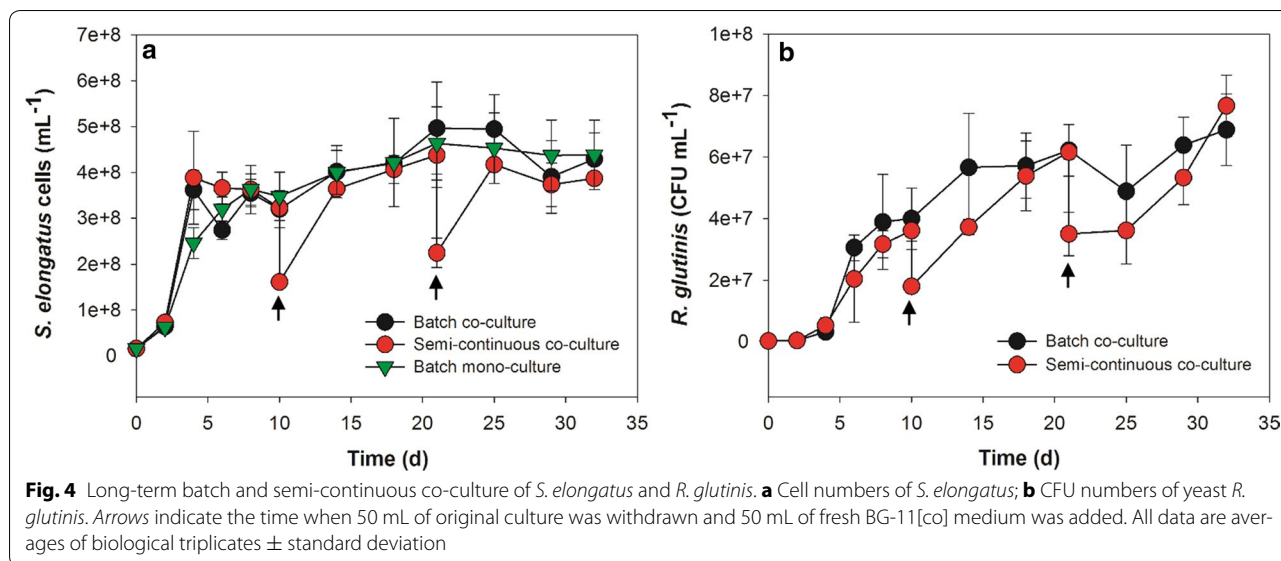 a
7e+8
6e+8
5e+8
4e+8
3e+8
2e+8
1e+8
0
S. elongatus cells (mL⁻¹)
0 5 10 15 20 25 30 35
Time (d)
Batch co-culture
Semi-continuous co-culture
Batch mono-culture
b
1e+8
8e+7
6e+7
4e+7
2e+7
0
R. glutinis (CFU mL⁻¹)
0 5 10 15 20 25 30 35
Time (d)
Batch co-culture
Semi-continuous co-culture
Fig. 4 Long-term batch and semi-continuous co-culture of S. elongatus and R. glutinis. a Cell numbers of S. elongatus; b CFU numbers of yeast R.
glutinis. Arrows indicate the time when 50 mL of original culture was withdrawn and 50 mL of fresh BG-11[co] medium was added. All data are aver-
ages of biological triplicates ± standard deviation